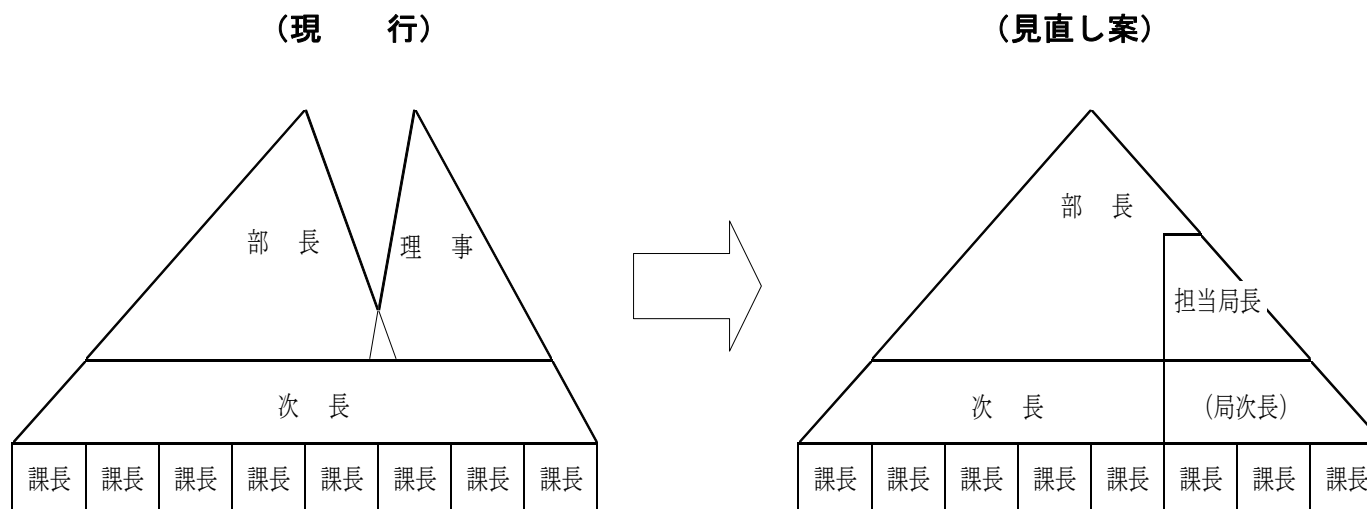 (現　　行)
(見直し案)
部　長
理　事
部　長
担当局長
次　長
次　長
(局次長)
課長 課長 課長 課長 課長 課長 課長 課長
課長 課長 課長 課長 課長 課長 課長 課長